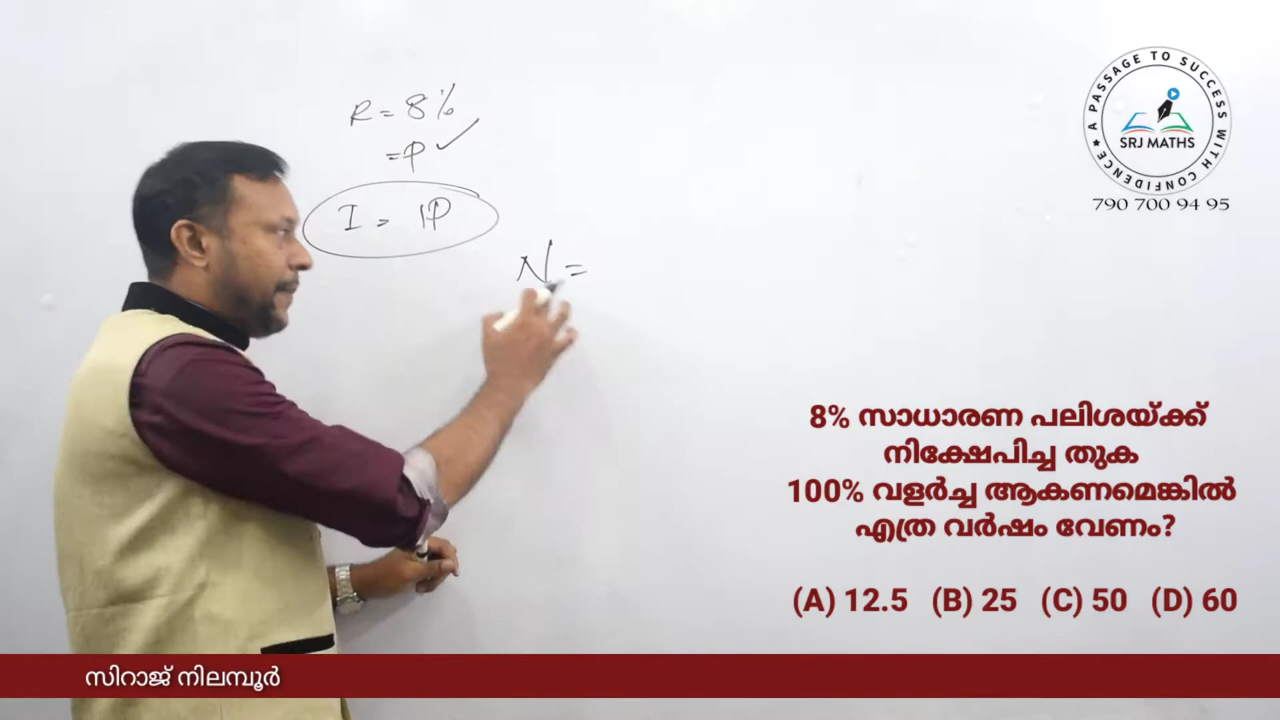 R = 8%
= P ✓
I = 1P
N =
A PASSAGE TO SUCCESS WITH CONFIDENCE ★
SRJ MATHS
790 700 94 95
8% സാധാരണ പലിശയ്ക്ക്
നിക്ഷേപിച്ച തുക
100% വളർച്ച ആകണമെങ്കിൽ
എത്ര വർഷം വേണം?
(A) 12.5 (B) 25 (C) 50 (D) 60
സിറാജ് നിലമ്പൂർ